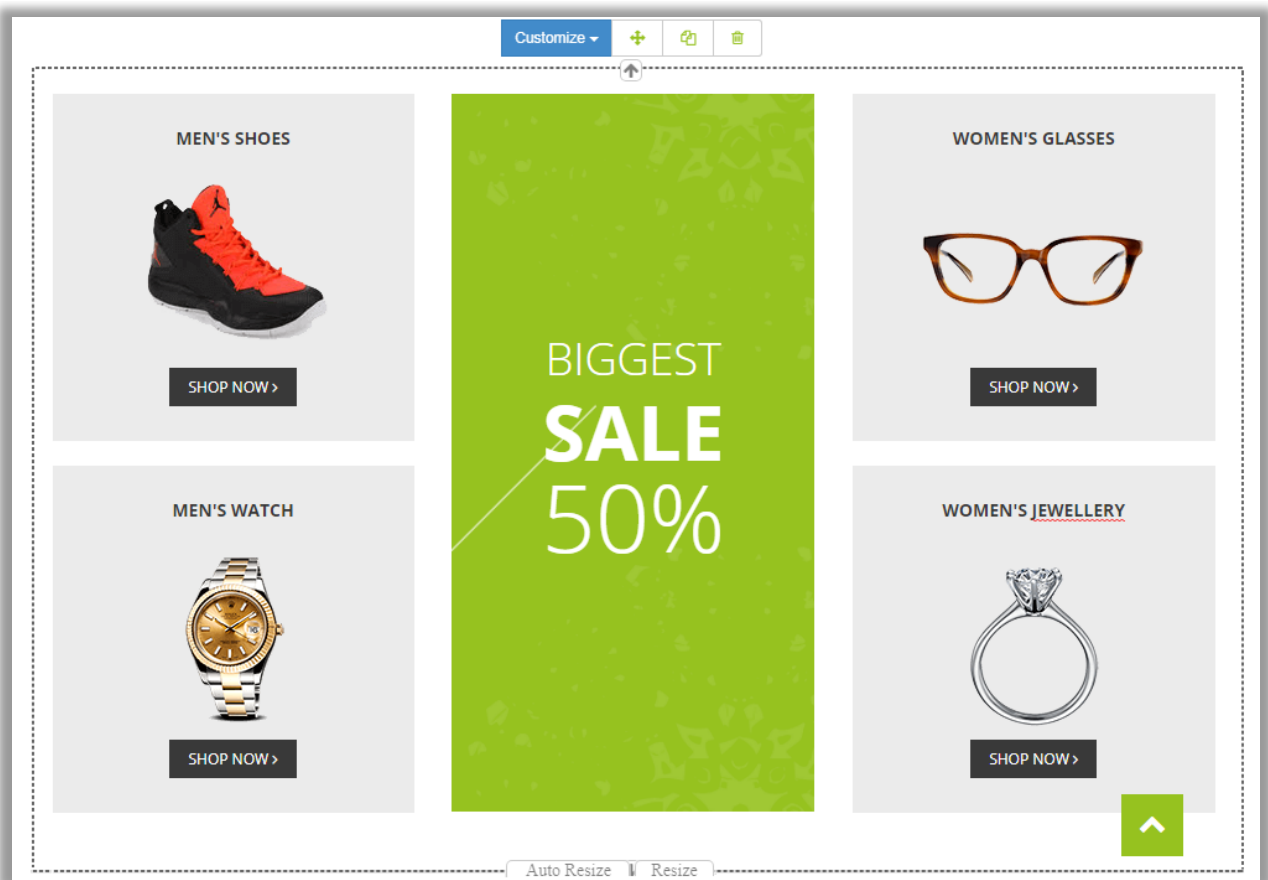 Customize
MEN'S SHOES
SHOP NOW ›
MEN'S WATCH
SHOP NOW ›
BIGGEST
SALE
50%
WOMEN'S GLASSES
SHOP NOW ›
WOMEN'S JEWELLERY
SHOP NOW ›
Auto Resize
Resize